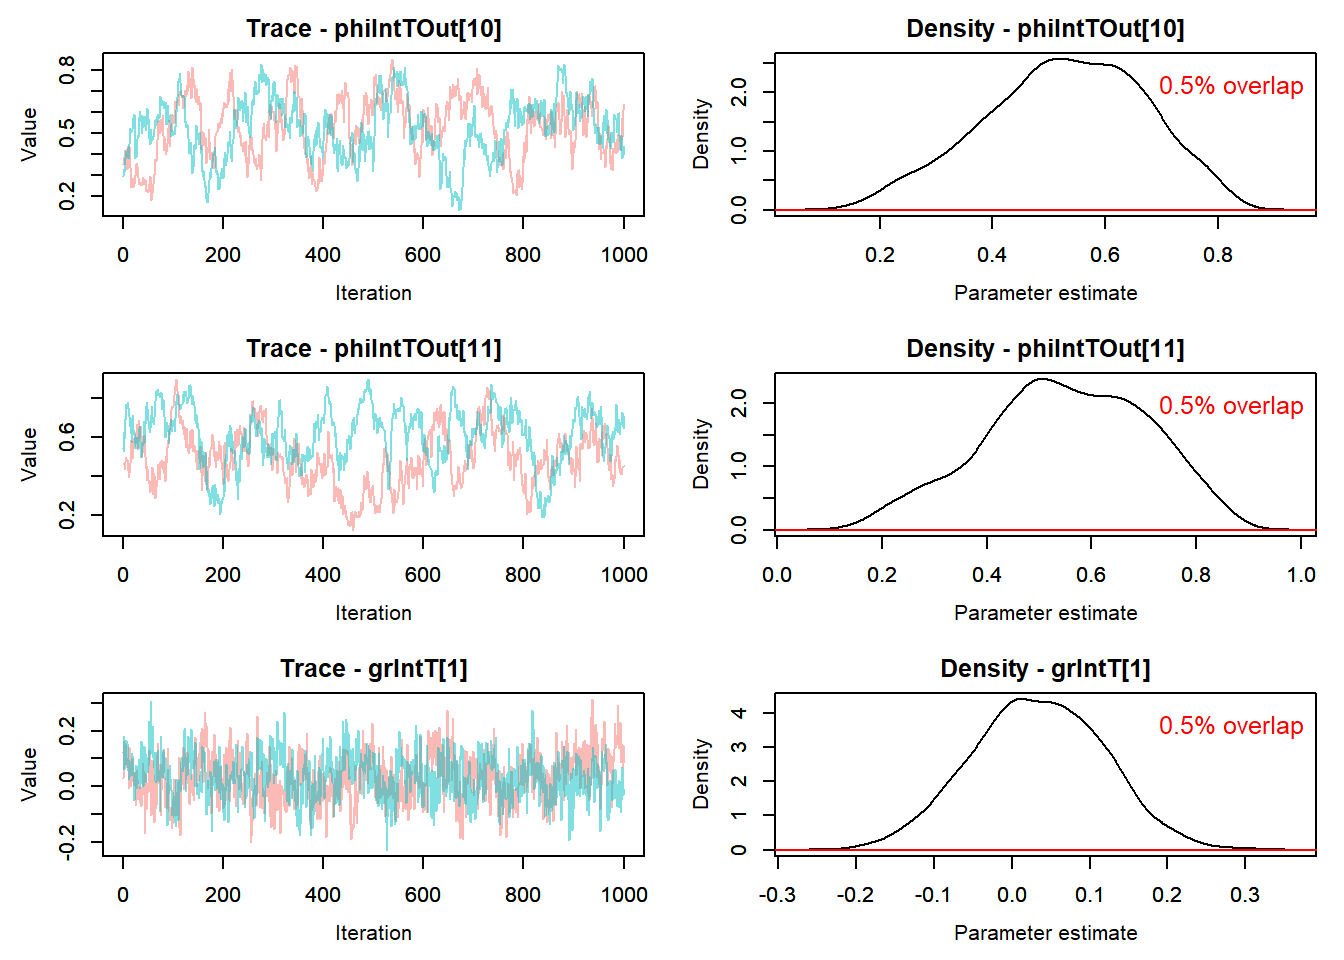 Trace - phiIntTOut[10]
Value
0.2 0.5 0.8
0 200 400 600 800 1000
Iteration
Density - phiIntTOut[10]
0.5% overlap
Density
0.0 1.0 2.0
0.2 0.4 0.6 0.8
Parameter estimate
Trace - phiIntTOut[11]
Value
0.2 0.6
0 200 400 600 800 1000
Iteration
Density - phiIntTOut[11]
0.5% overlap
Density
0.0 1.0 2.0
0.0 0.2 0.4 0.6 0.8 1.0
Parameter estimate
Trace - grIntT[1]
Value
-0.2 0.0 0.2
0 200 400 600 800 1000
Iteration
Density - grIntT[1]
0.5% overlap
Density
0 1 2 3 4
-0.3 -0.2 -0.1 0.0 0.1 0.2 0.3
Parameter estimate